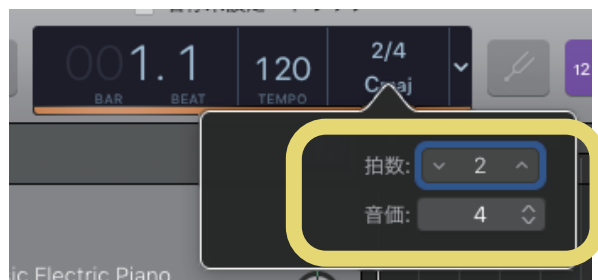 001.1
BAR
BEAT
120
TEMPO
2/4
Cmaj
12
拍数: 2
音価: 4
ic Electric Piano